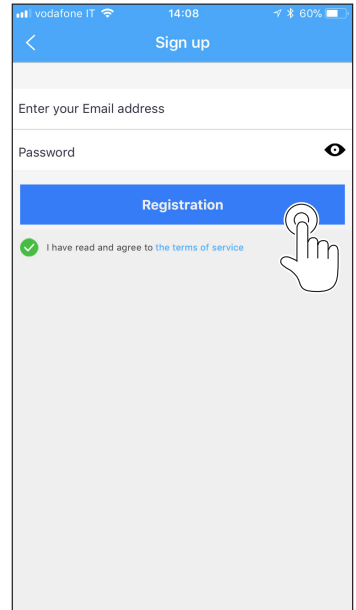 vodafone IT 14:08 60%
Sign up
Enter your Email address
Password
Registration
I have read and agree to the terms of service